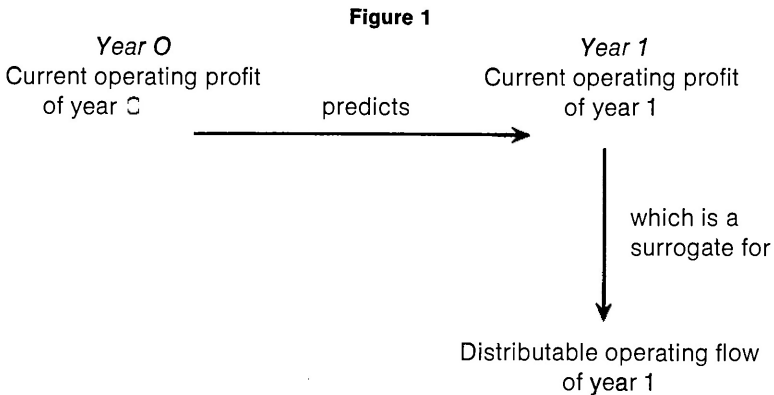 Figure 1
Year O
Current operating profit
of year
predicts
Year 1
Current operating profit
of year 1
which is a
surrogate for
Distributable operating flow
of year 1